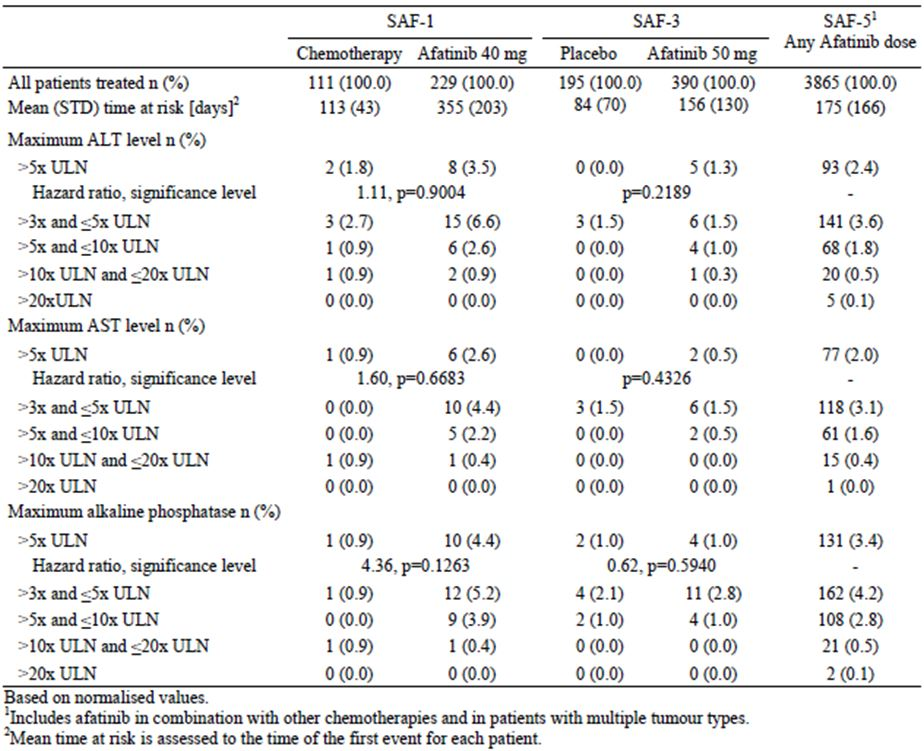 SAF-1 SAF-3 SAF-5¹
Chemotherapy Afatinib 40 mg Placebo Afatinib 50 mg Any Afatinib dose
All patients treated n (%) 111 (100.0) 229 (100.0) 195 (100.0) 390 (100.0) 3865 (100.0)
Mean (STD) time at risk [days]² 113 (43) 355 (203) 84 (70) 156 (130) 175 (166)
Maximum ALT level n (%)
>5x ULN 2 (1.8) 8 (3.5) 0 (0.0) 5 (1.3) 93 (2.4)
Hazard ratio, significance level 1.11, p=0.9004 p=0.2189 -
>3x and ≤5x ULN 3 (2.7) 15 (6.6) 3 (1.5) 6 (1.5) 141 (3.6)
>5x and ≤10x ULN 1 (0.9) 6 (2.6) 0 (0.0) 4 (1.0) 68 (1.8)
>10x ULN and ≤20x ULN 1 (0.9) 2 (0.9) 0 (0.0) 1 (0.3) 20 (0.5)
>20xULN 0 (0.0) 0 (0.0) 0 (0.0) 0 (0.0) 5 (0.1)
Maximum AST level n (%)
>5x ULN 1 (0.9) 6 (2.6) 0 (0.0) 2 (0.5) 77 (2.0)
Hazard ratio, significance level 1.60, p=0.6683 p=0.4326 -
>3x and ≤5x ULN 0 (0.0) 10 (4.4) 3 (1.5) 6 (1.5) 118 (3.1)
>5x and ≤10x ULN 0 (0.0) 5 (2.2) 0 (0.0) 2 (0.5) 61 (1.6)
>10x ULN and ≤20x ULN 1 (0.9) 1 (0.4) 0 (0.0) 0 (0.0) 15 (0.4)
>20x ULN 0 (0.0) 0 (0.0) 0 (0.0) 0 (0.0) 1 (0.0)
Maximum alkaline phosphatase n (%)
>5x ULN 1 (0.9) 10 (4.4) 2 (1.0) 4 (1.0) 131 (3.4)
Hazard ratio, significance level 4.36, p=0.1263 0.62, p=0.5940 -
>3x and ≤5x ULN 1 (0.9) 12 (5.2) 4 (2.1) 11 (2.8) 162 (4.2)
>5x and ≤10x ULN 0 (0.0) 9 (3.9) 2 (1.0) 4 (1.0) 108 (2.8)
>10x ULN and ≤20x ULN 1 (0.9) 1 (0.4) 0 (0.0) 0 (0.0) 21 (0.5)
>20x ULN 0 (0.0) 0 (0.0) 0 (0.0) 0 (0.0) 2 (0.1)
Based on normalised values.
¹Includes afatinib in combination with other chemotherapies and in patients with multiple tumour types.
²Mean time at risk is assessed to the time of the first event for each patient.